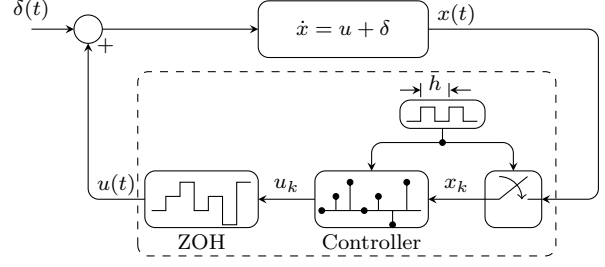 δ(t)
+
ẋ = u + δ
x(t)
h
u(t)
u_k
x_k
ZOH
Controller